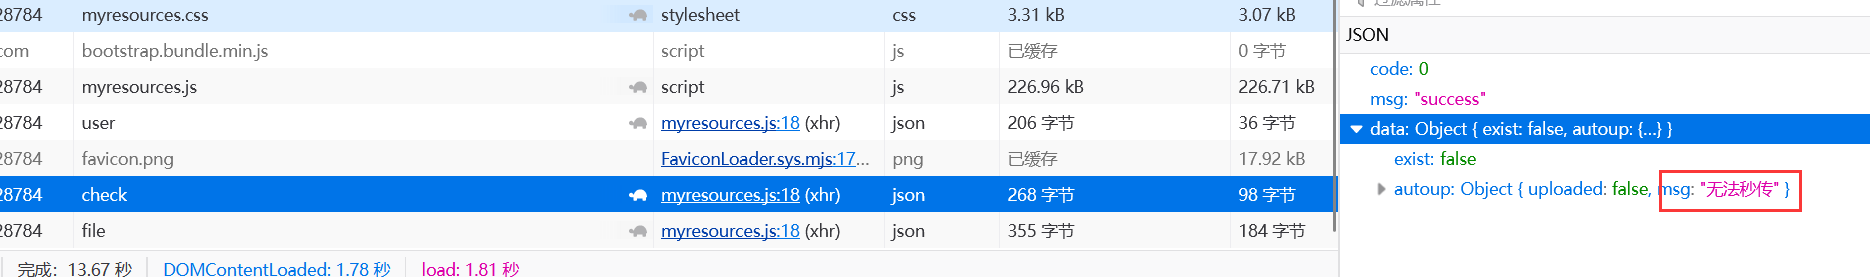 28784 myresources.css stylesheet css 3.31 kB 3.07 kB
com bootstrap.bundle.min.js script js 已缓存 0 字节
28784 myresources.js script js 226.96 kB 226.71 kB
28784 user myresources.js:18 (xhr) json 206 字节 36 字节
28784 favicon.png FaviconLoader.sys.mjs:17... png 已缓存 17.92 kB
28784 check myresources.js:18 (xhr) json 268 字节 98 字节
28784 file myresources.js:18 (xhr) json 355 字节 184 字节
完成：13.67 秒 DOMContentLoaded: 1.78 秒 load: 1.81 秒
过滤属性
JSON
code: 0
msg: "success"
data: Object { exist: false, autoup: {…} }
exist: false
autoup: Object { uploaded: false, msg: "无法秒传" }